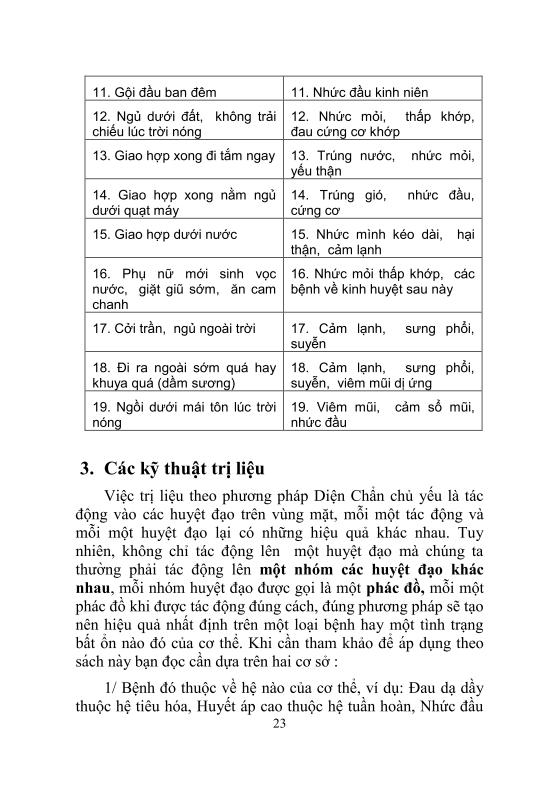 11. Gội đầu ban đêm
11. Nhức đầu kinh niên
12. Ngủ dưới đất, không trải
chiếu lúc trời nóng
12. Nhức mỏi, thấp khớp,
đau cứng cơ khớp
13. Giao hợp xong đi tắm ngay
13. Trúng nước, nhức mỏi,
yếu thận
14. Giao hợp xong nằm ngủ
dưới quạt máy
14. Trúng gió, nhức đầu,
cứng cơ
15. Giao hợp dưới nước
15. Nhức mình kéo dài, hại
thận, cảm lạnh
16. Phụ nữ mới sinh vọc
nước, giặt giũ sớm, ăn cam
chanh
16. Nhức mỏi thấp khớp, các
bệnh về kinh huyệt sau này
17. Cởi trần, ngủ ngoài trời
17. Cảm lạnh, sưng phổi,
suyễn
18. Đi ra ngoài sớm quá hay
khuya quá (dầm sương)
18. Cảm lạnh, sưng phổi,
suyễn, viêm mũi dị ứng
19. Ngồi dưới mái tôn lúc trời
nóng
19. Viêm mũi, cảm sổ mũi,
nhức đầu
3. Các kỹ thuật trị liệu
Việc trị liệu theo phương pháp Diện Chẩn chủ yếu là tác
động vào các huyệt đạo trên vùng mặt, mỗi một tác động và
mỗi một huyệt đạo lại có những hiệu quả khác nhau. Tuy
nhiên, không chỉ tác động lên một huyệt đạo mà chúng ta
thường phải tác động lên một nhóm các huyệt đạo khác
nhau, mỗi nhóm huyệt đạo được gọi là một phác đồ, mỗi một
phác đồ khi được tác động đúng cách, đúng phương pháp sẽ tạo
nên hiệu quả nhất định trên một loại bệnh hay một tình trạng
bất ổn nào đó của cơ thể. Khi cần tham khảo để áp dụng theo
sách này bạn đọc cần dựa trên hai cơ sở :
1/ Bệnh đó thuộc về hệ nào của cơ thể, ví dụ: Đau dạ dầy
thuộc hệ tiêu hóa, Huyết áp cao thuộc hệ tuần hoàn, Nhức đầu
23